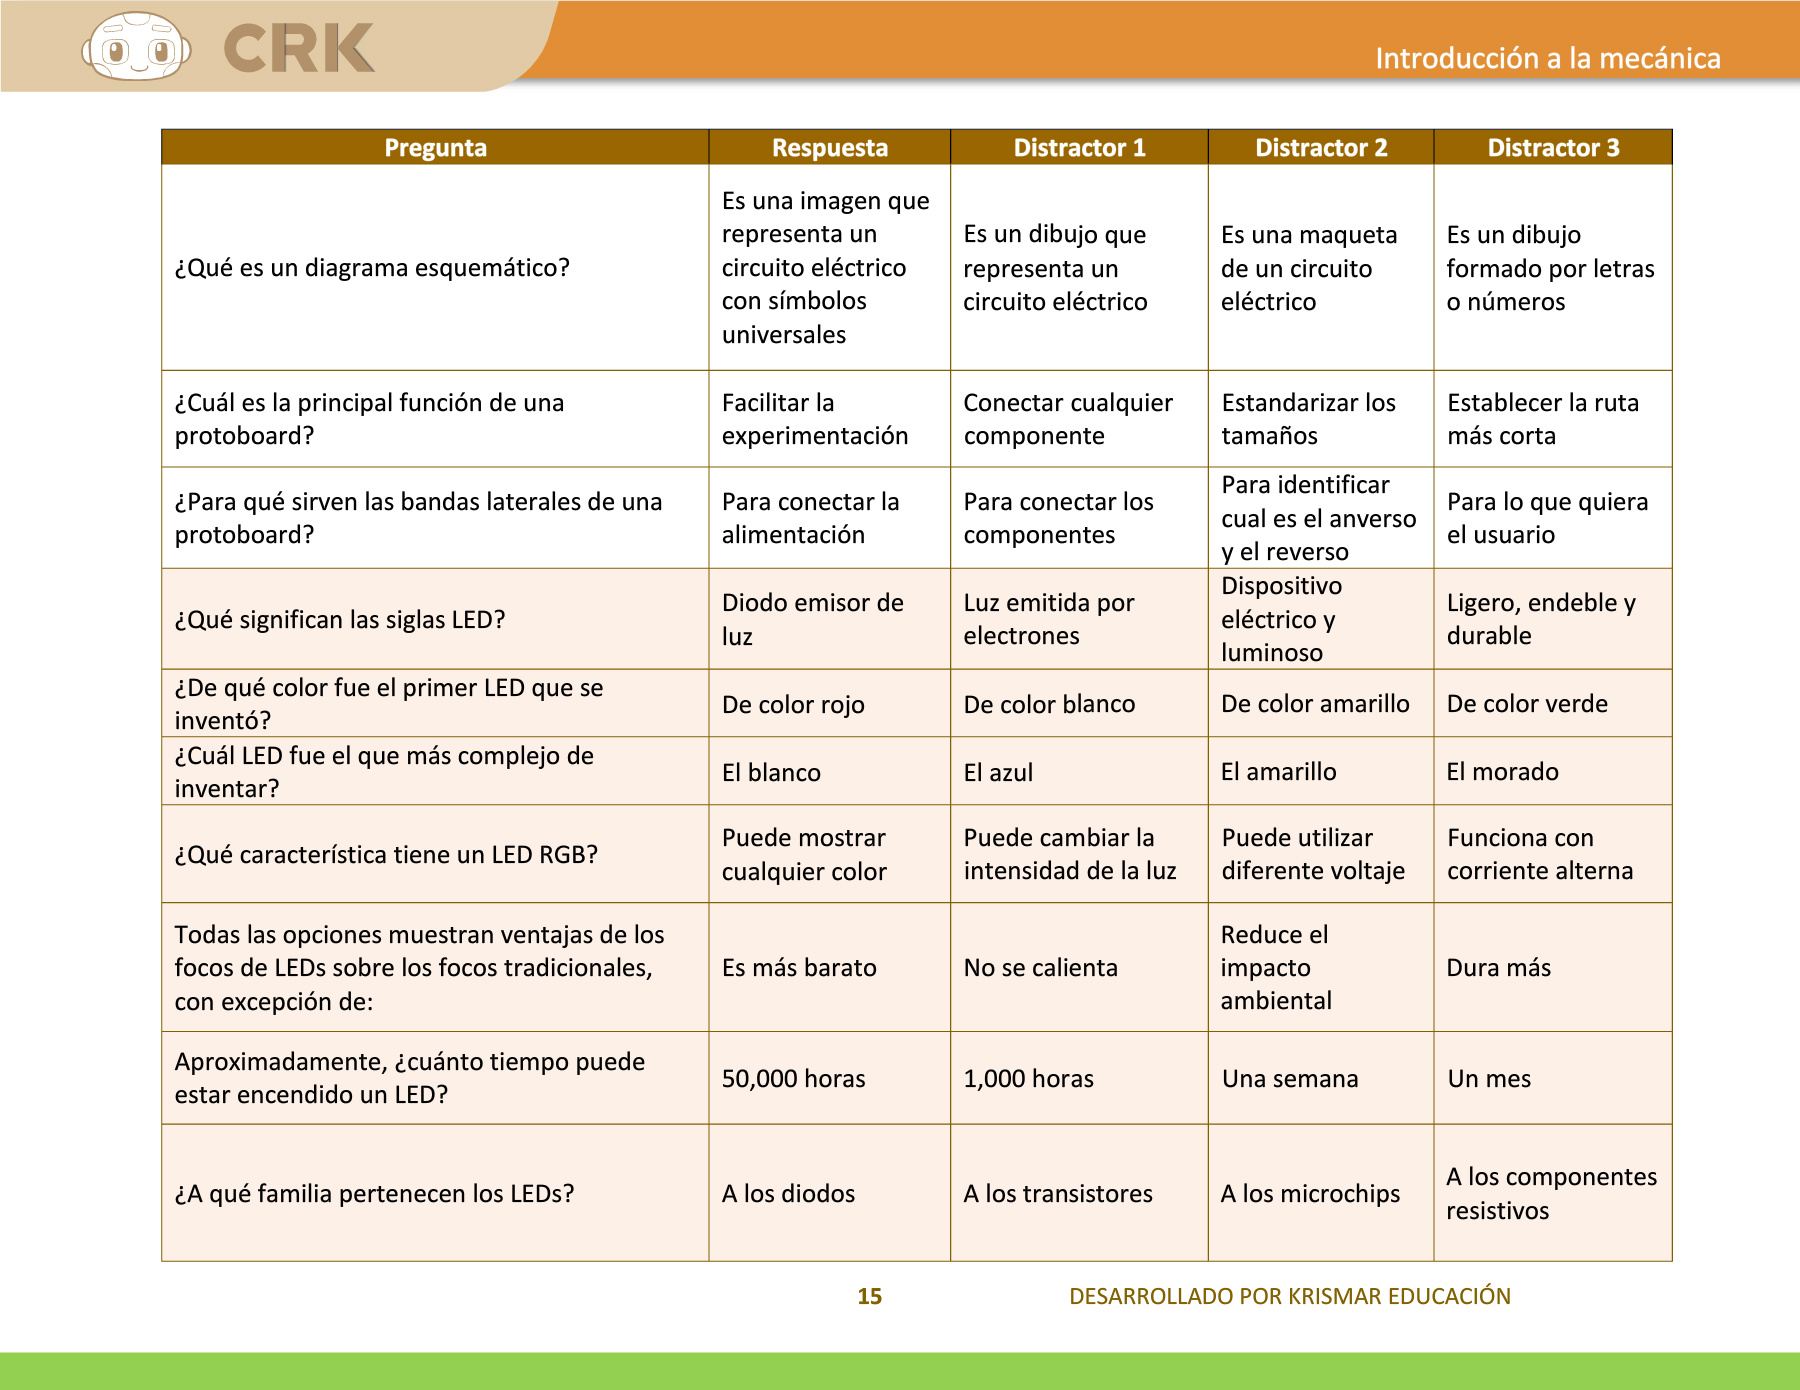 CRK
Introducción a la mecánica
Pregunta
Respuesta
Distractor 1
Distractor 2
Distractor 3
¿Qué es un diagrama esquemático?
Es una imagen que
representa un
circuito eléctrico
con símbolos
universales
Es un dibujo que
representa un
circuito eléctrico
Es una maqueta
de un circuito
eléctrico
Es un dibujo
formado por letras
o números
¿Cuál es la principal función de una
protoboard?
Facilitar la
experimentación
Conectar cualquier
componente
Estandarizar los
tamaños
Establecer la ruta
más corta
¿Para qué sirven las bandas laterales de una
protoboard?
Para conectar la
alimentación
Para conectar los
componentes
Para identificar
cual es el anverso
y el reverso
Para lo que quiera
el usuario
¿Qué significan las siglas LED?
Diodo emisor de
luz
Luz emitida por
electrones
Dispositivo
eléctrico y
luminoso
Ligero, endeble y
durable
¿De qué color fue el primer LED que se
inventó?
De color rojo
De color blanco
De color amarillo
De color verde
¿Cuál LED fue el que más complejo de
inventar?
El blanco
El azul
El amarillo
El morado
¿Qué característica tiene un LED RGB?
Puede mostrar
cualquier color
Puede cambiar la
intensidad de la luz
Puede utilizar
diferente voltaje
Funciona con
corriente alterna
Todas las opciones muestran ventajas de los
focos de LEDs sobre los focos tradicionales,
con excepción de:
Es más barato
No se calienta
Reduce el
impacto
ambiental
Dura más
Aproximadamente, ¿cuánto tiempo puede
estar encendido un LED?
50,000 horas
1,000 horas
Una semana
Un mes
¿A qué familia pertenecen los LEDs?
A los diodos
A los transistores
A los microchips
A los componentes
resistivos
15
DESARROLLADO POR KRISMAR EDUCACIÓN